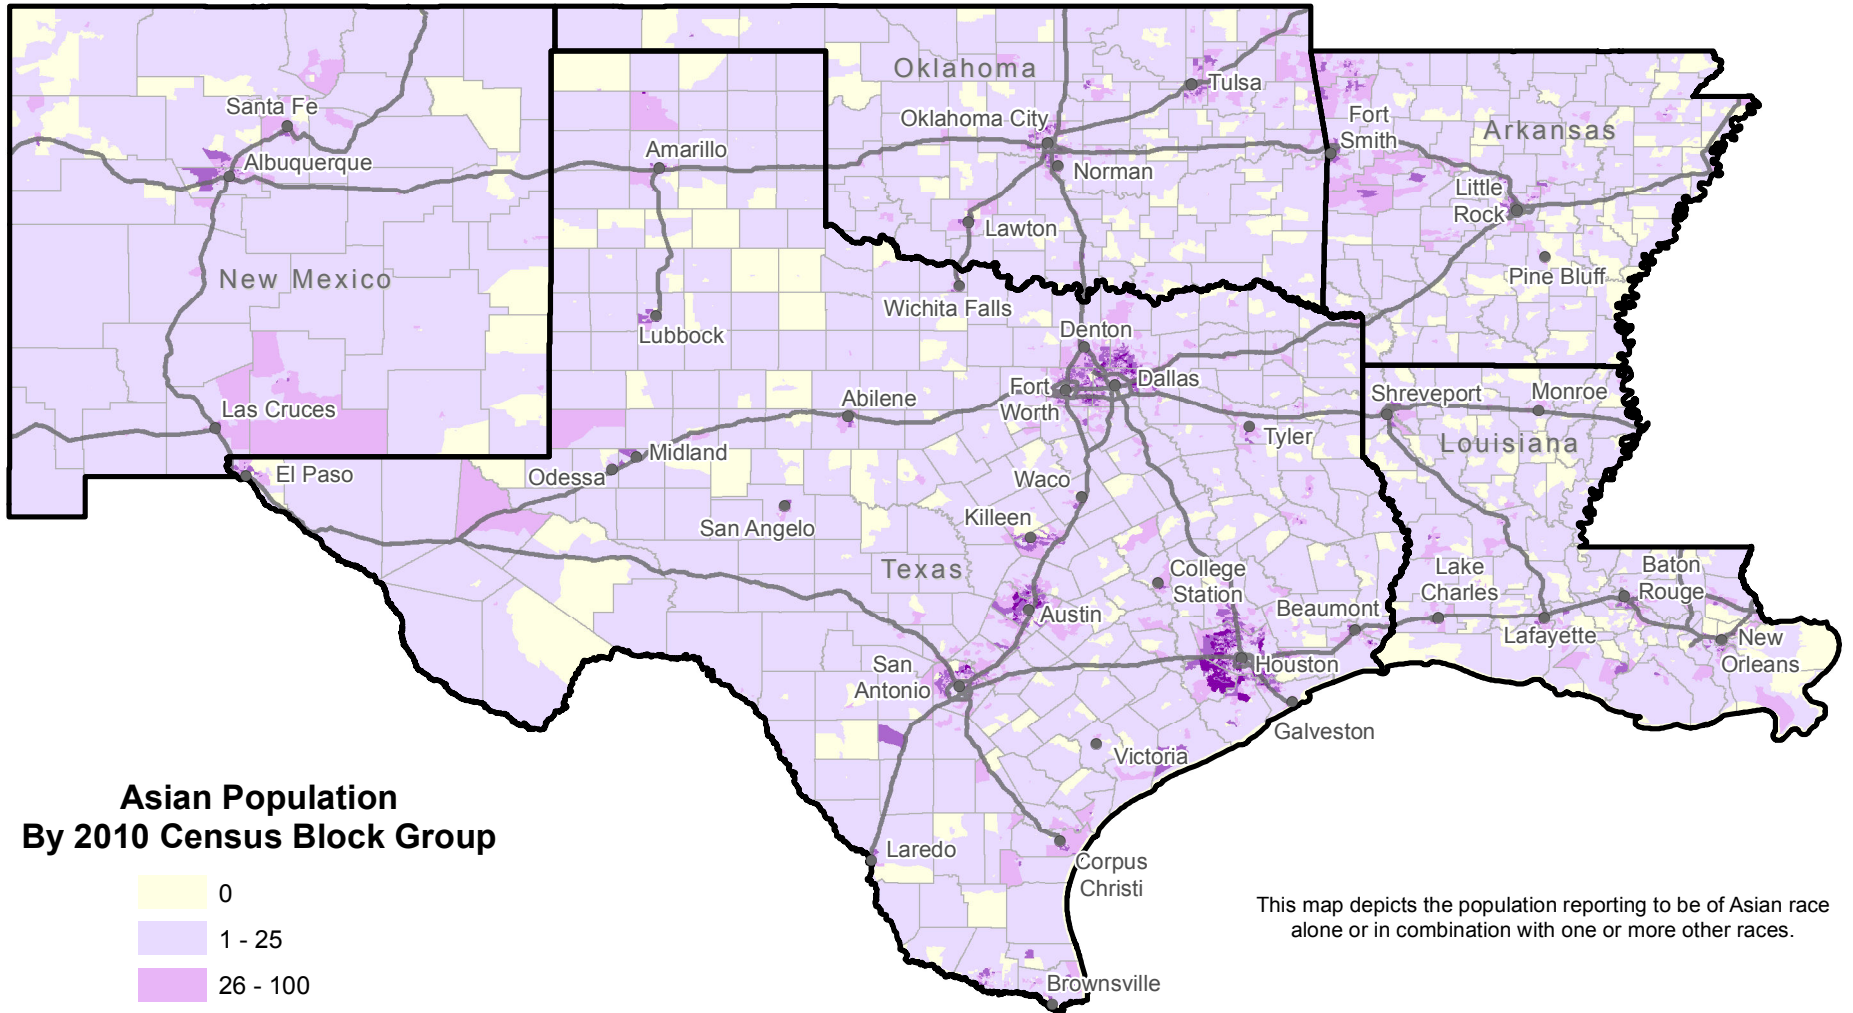 Oklahoma
Tulsa
Santa Fe
Oklahoma City
Fort
Smith
Arkansas
Albuquerque
Amarillo
Norman
Little
Rock
Lawton
New Mexico
Pine Bluff
Wichita Falls
Lubbock
Denton
Dallas
Fort
Worth
Abilene
Shreveport
Monroe
Las Cruces
Tyler
Louisiana
Midland
Odessa
El Paso
Waco
San Angelo
Killeen
Texas
College
Station
Lake
Charles
Baton
Rouge
Austin
Beaumont
Lafayette
New
Orleans
San
Antonio
Houston
Galveston
Victoria
Asian Population
By 2010 Census Block Group
Laredo
Corpus
Christi
0
1 - 25
26 - 100
This map depicts the population reporting to be of Asian race
alone or in combination with one or more other races.
Brownsville